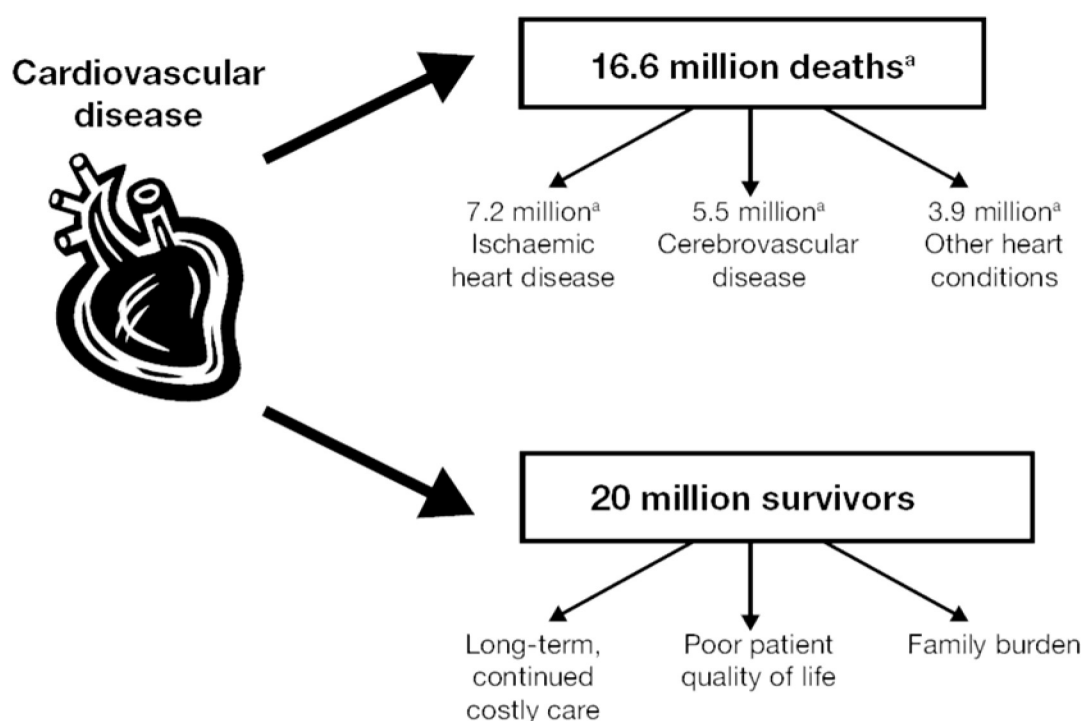 Cardiovascular
disease
16.6 million deathsᵃ
7.2 millionᵃ
Ischaemic
heart disease
5.5 millionᵃ
Cerebrovascular
disease
3.9 millionᵃ
Other heart
conditions
20 million survivors
Long-term,
continued
costly care
Poor patient
quality of life
Family burden